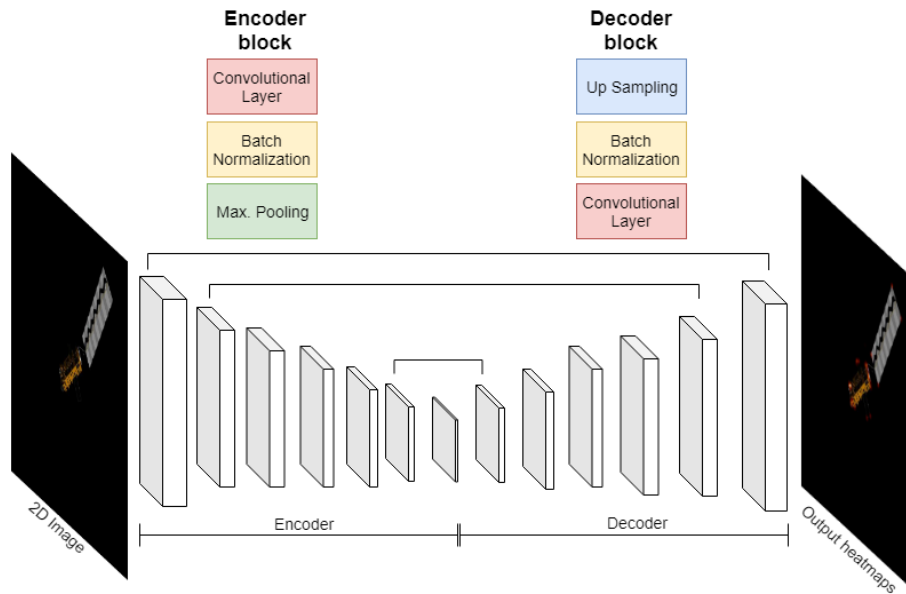 Encoder
block
Convolutional
Layer
Batch
Normalization
Max. Pooling
Decoder
block
Up Sampling
Batch
Normalization
Convolutional
Layer
2D Image
Encoder
Decoder
Output heatmaps